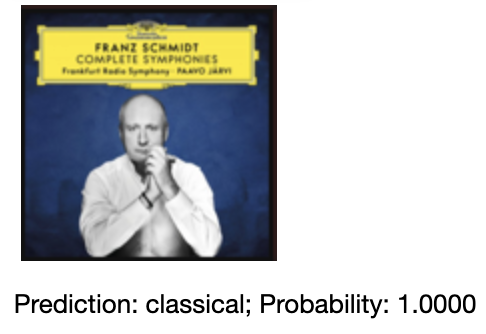 FRANZ SCHMIDT
COMPLETE SYMPHONIES
Frankfurt Radio Symphony · PAAVO JÄRVI
Prediction: classical; Probability: 1.0000